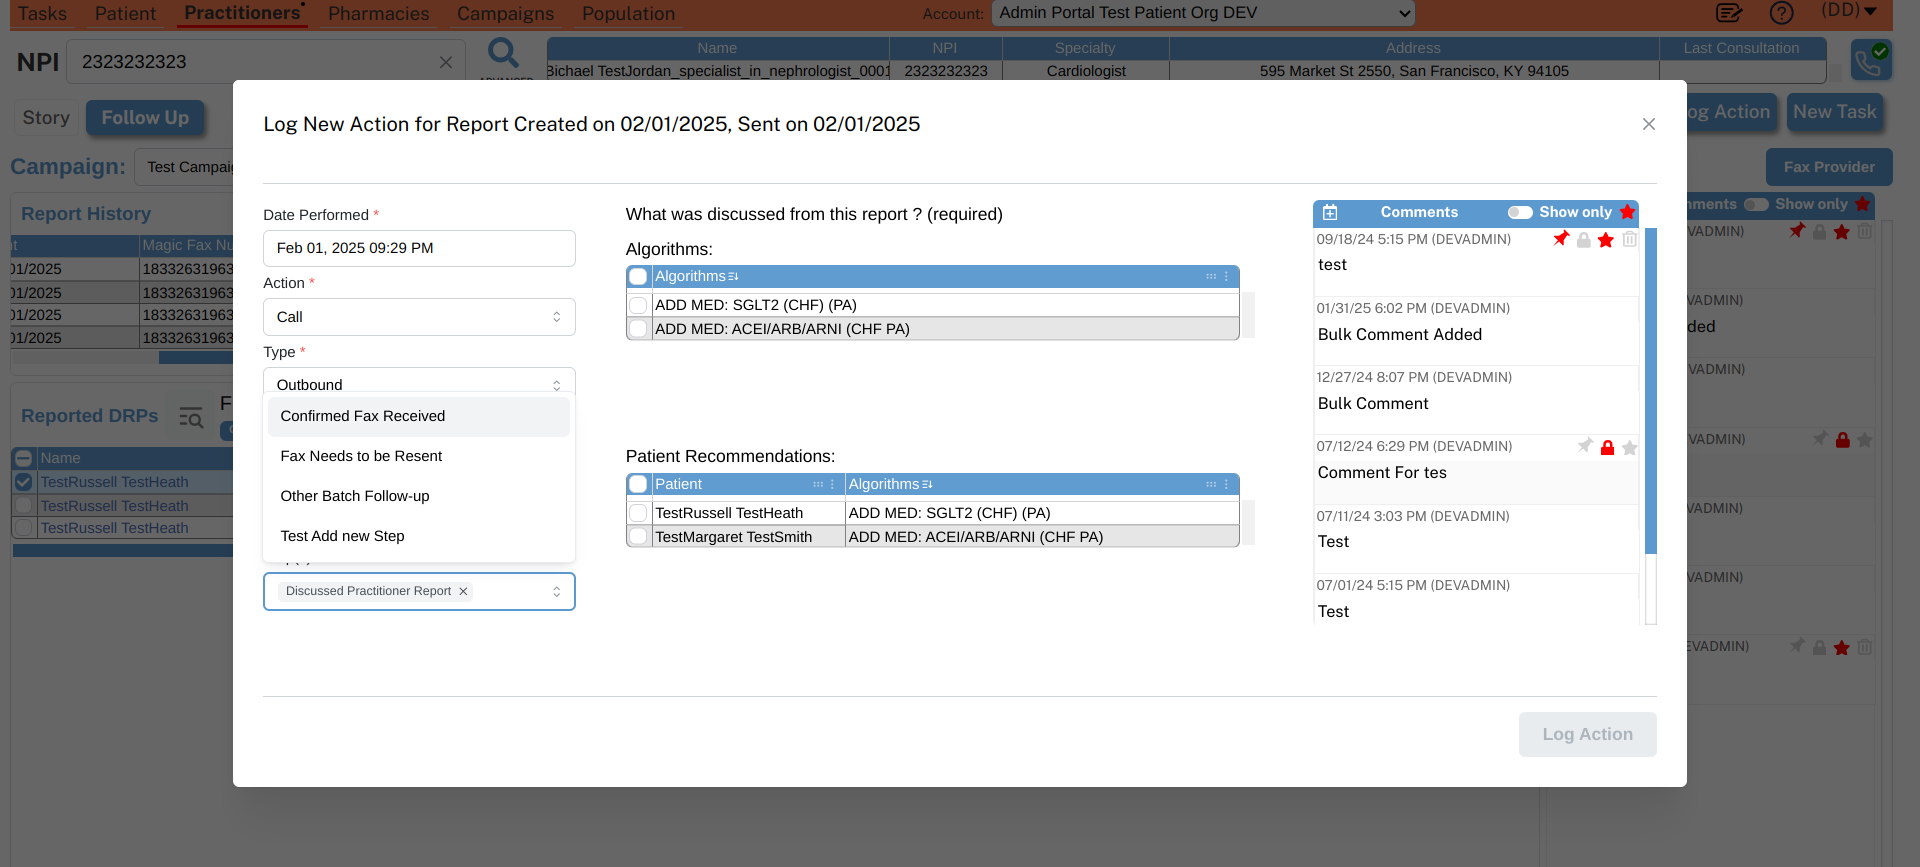 Tasks Patient Practitioners Pharmacies Campaigns Population Account: Admin Portal Test Patient Org DEV (DD)
NPI 2323232323
Name NPI Specialty Address Last Consultation
Bichael TestJordan_specialist_in_nephrologist_0001 2323232323 Cardiologist 595 Market St 2550, San Francisco, KY 94105
Story Follow Up
og Action New Task
Campaign: Test Campaig
Fax Provider
Report History
mments Show only
t Magic Fax Nu
01/2025 18332631963
01/2025 18332631963
01/2025 18332631963
01/2025 18332631963
Reported DRPs F
Name
TestRussell TestHeath
TestRussell TestHeath
TestRussell TestHeath
Log New Action for Report Created on 02/01/2025, Sent on 02/01/2025
Date Performed *
Feb 01, 2025 09:29 PM
Action *
Call
Type *
Outbound
Confirmed Fax Received
Fax Needs to be Resent
Other Batch Follow-up
Test Add new Step
Discussed Practitioner Report
What was discussed from this report ? (required)
Algorithms:
Algorithms
ADD MED: SGLT2 (CHF) (PA)
ADD MED: ACEI/ARB/ARNI (CHF PA)
Patient Recommendations:
Patient Algorithms
TestRussell TestHeath ADD MED: SGLT2 (CHF) (PA)
TestMargaret TestSmith ADD MED: ACEI/ARB/ARNI (CHF PA)
Comments Show only
09/18/24 5:15 PM (DEVADMIN)
test
01/31/25 6:02 PM (DEVADMIN)
Bulk Comment Added
12/27/24 8:07 PM (DEVADMIN)
Bulk Comment
07/12/24 6:29 PM (DEVADMIN)
Comment For tes
07/11/24 3:03 PM (DEVADMIN)
Test
07/01/24 5:15 PM (DEVADMIN)
Test
Log Action
VADMIN)
VADMIN)
ded
VADMIN)
VADMIN)
VADMIN)
VADMIN)
EVADMIN)